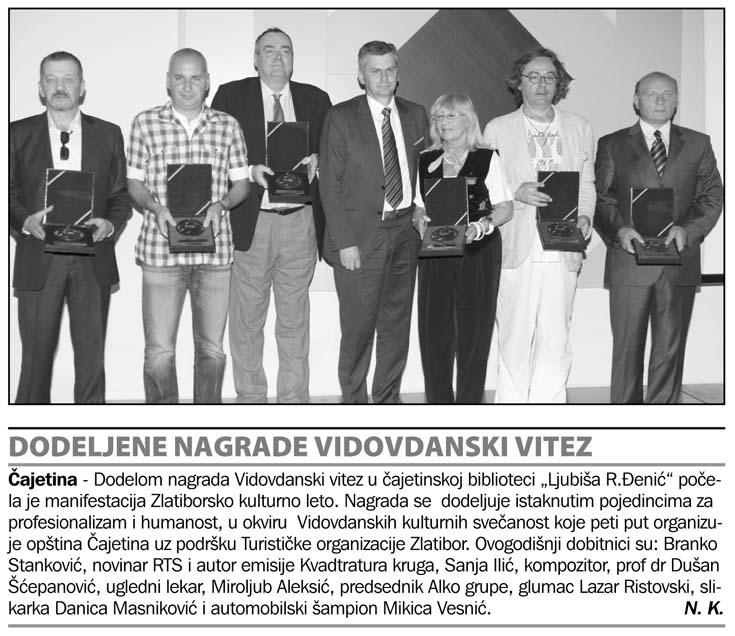 DODELJENE NAGRADE VIDOVDANSKI VITEZ
Čajetina - Dodelom nagrada Vidovdanski vitez u čajetinskoj biblioteci „Ljubiša R.Đenić“ poče-
la je manifestacija Zlatiborsko kulturno leto. Nagrada se dodeljuje istaknutim pojedincima za
profesionalizam i humanost, u okviru Vidovdanskih kulturnih svečanost koje peti put organizu-
je opština Čajetina uz podršku Turističke organizacije Zlatibor. Ovogodišnji dobitnici su: Branko
Stanković, novinar RTS i autor emisije Kvadtratura kruga, Sanja Ilić, kompozitor, prof dr Dušan
Šćepanović, ugledni lekar, Miroljub Aleksić, predsednik Alko grupe, glumac Lazar Ristovski, sli-
karka Danica Masniković i automobilski šampion Mikica Vesnić. N. K.